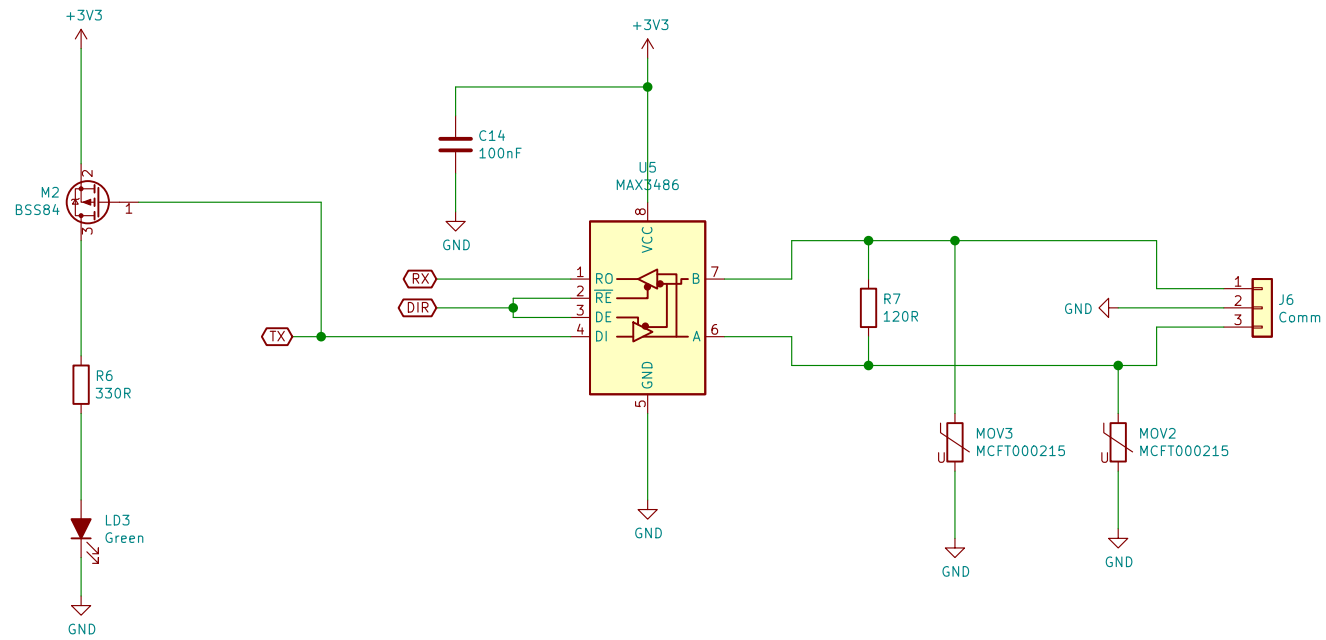 +3V3
+3V3
C14
100nF
U5
MAX3486
2
M2
BSS84
1
3
8
VCC
GND
RX
1
RO
B
7
DIR
2
RE
3
DE
TX
4
DI
A
6
GND
5
R7
120R
GND
1
2
3
J6
Comm
R6
330R
MOV3
MCFT000215
U
MOV2
MCFT000215
U
LD3
Green
GND
GND
GND
GND